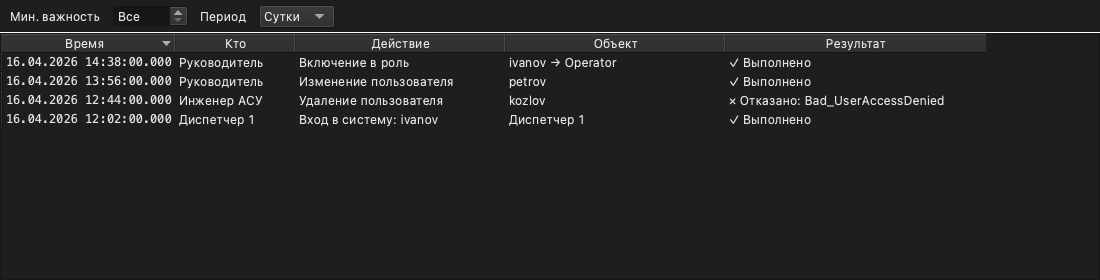 Мин. важность Все Период Сутки
Время Кто Действие Объект Результат
16.04.2026 14:38:00.000 Руководитель Включение в роль ivanov → Operator ✓ Выполнено
16.04.2026 13:56:00.000 Руководитель Изменение пользователя petrov ✓ Выполнено
16.04.2026 12:44:00.000 Инженер АСУ Удаление пользователя kozlov × Отказано: Bad_UserAccessDenied
16.04.2026 12:02:00.000 Диспетчер 1 Вход в систему: ivanov Диспетчер 1 ✓ Выполнено